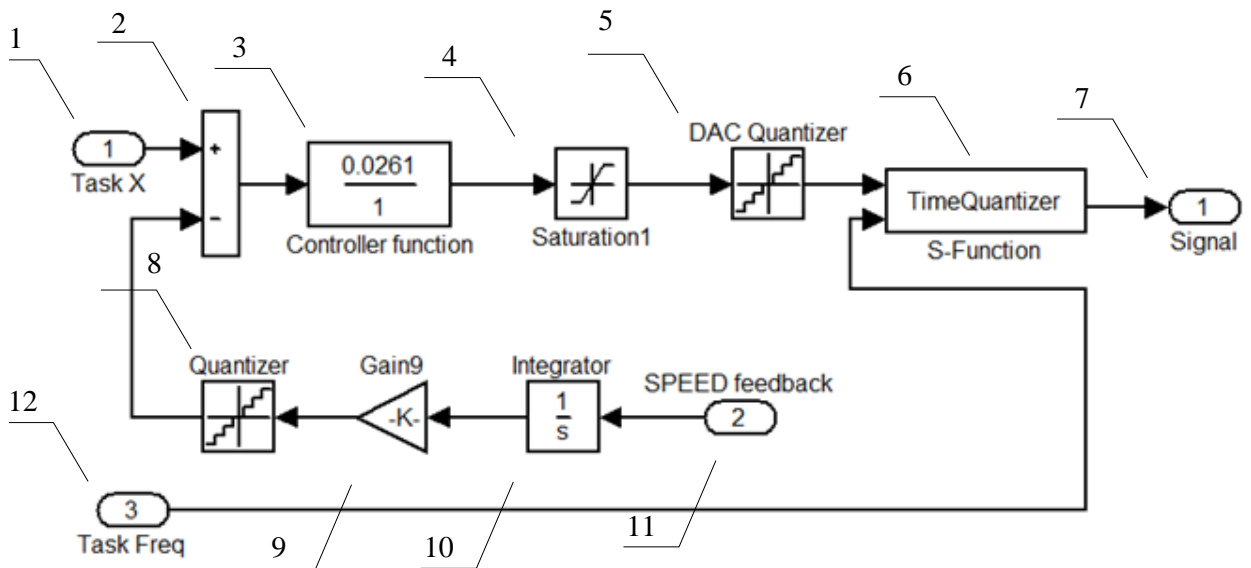 1
2
3
4
5
6
7
DAC Quantizer
1
Task X
+
−
0.0261
1
Controller function
Saturation1
TimeQuantizer
S-Function
1
Signal
8
Quantizer
Gain9
-K-
Integrator
1
s
SPEED feedback
2
12
3
Task Freq
9
10
11